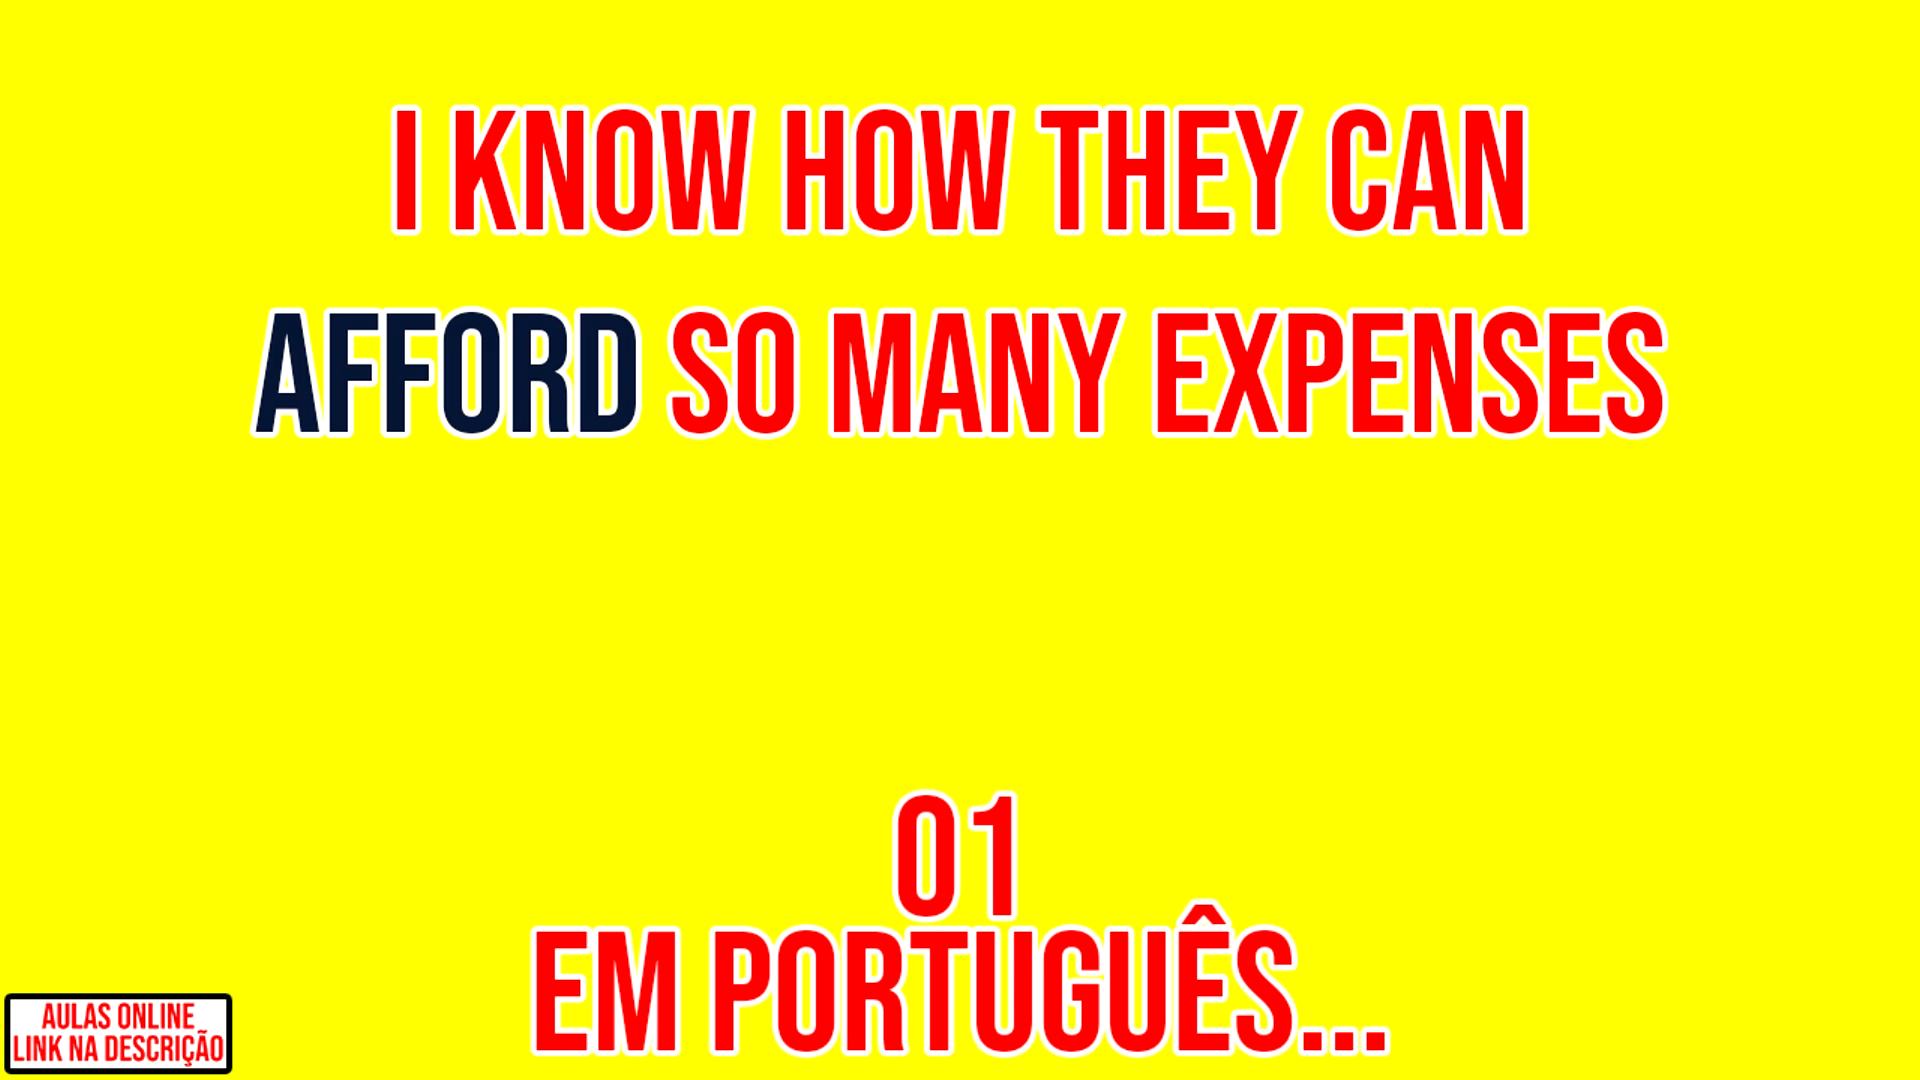 I KNOW HOW THEY CAN
AFFORD SO MANY EXPENSES
01
EM PORTUGUÊS...
AULAS ONLINE
LINK NA DESCRIÇÃO